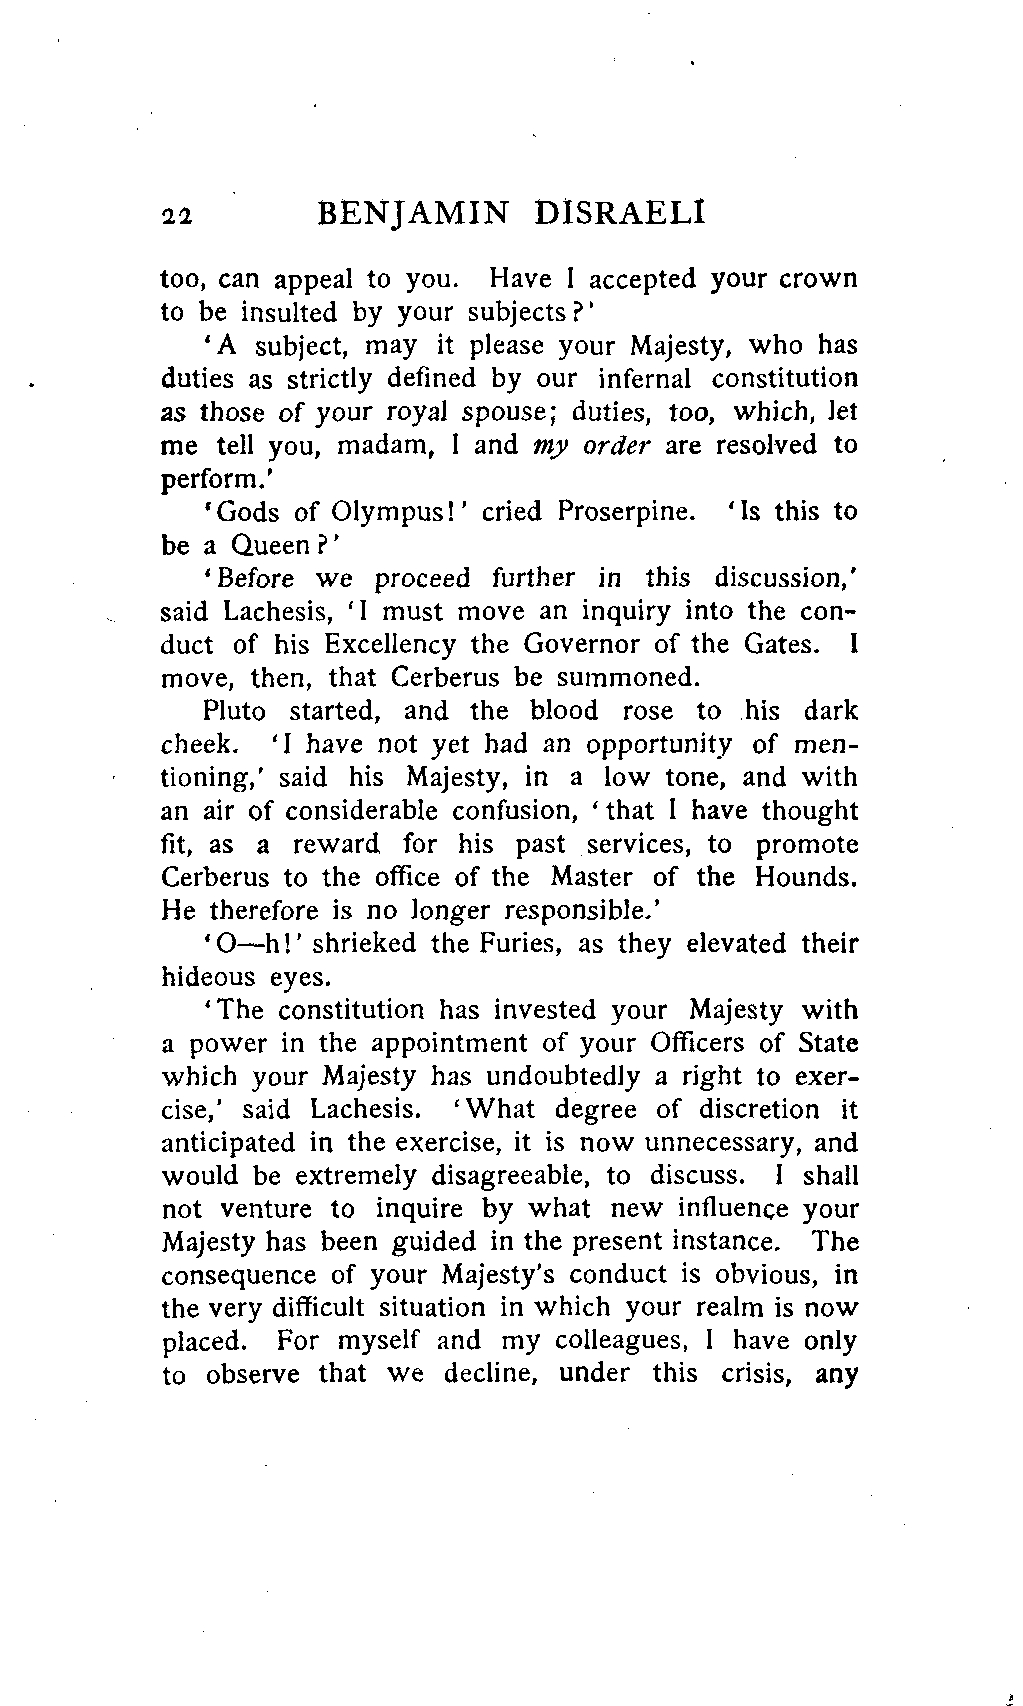 22 BENJAMIN DISRAELI
too, can appeal to you. Have I accepted your crown
to be insulted by your subjects?'
'A subject, may it please your Majesty, who has
duties as strictly defined by our infernal constitution
as those of your royal spouse; duties, too, which, let
me tell you, madam, I and my order are resolved to
perform.'
'Gods of Olympus!' cried Proserpine. 'Is this to
be a Queen?'
'Before we proceed further in this discussion,'
said Lachesis, 'I must move an inquiry into the con-
duct of his Excellency the Governor of the Gates. I
move, then, that Cerberus be summoned.
Pluto started, and the blood rose to his dark
cheek. 'I have not yet had an opportunity of men-
tioning,' said his Majesty, in a low tone, and with
an air of considerable confusion, 'that I have thought
fit, as a reward for his past services, to promote
Cerberus to the office of the Master of the Hounds.
He therefore is no longer responsible.'
'O—h!' shrieked the Furies, as they elevated their
hideous eyes.
'The constitution has invested your Majesty with
a power in the appointment of your Officers of State
which your Majesty has undoubtedly a right to exer-
cise,' said Lachesis. 'What degree of discretion it
anticipated in the exercise, it is now unnecessary, and
would be extremely disagreeable, to discuss. I shall
not venture to inquire by what new influence your
Majesty has been guided in the present instance. The
consequence of your Majesty's conduct is obvious, in
the very difficult situation in which your realm is now
placed. For myself and my colleagues, I have only
to observe that we decline, under this crisis, any